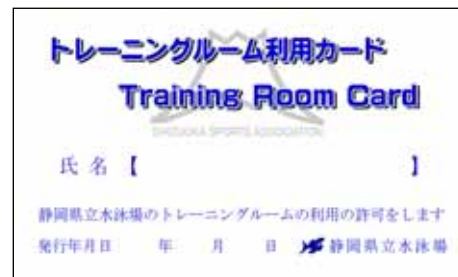 トレーニングルーム利用カード
Training Room Card
SHIZUOKA SPORTS ASSOCIATION
氏 名 【 】
静岡県立水泳場のトレーニングルームの利用の許可をします
発行年月日 年 月 日 静岡県立水泳場